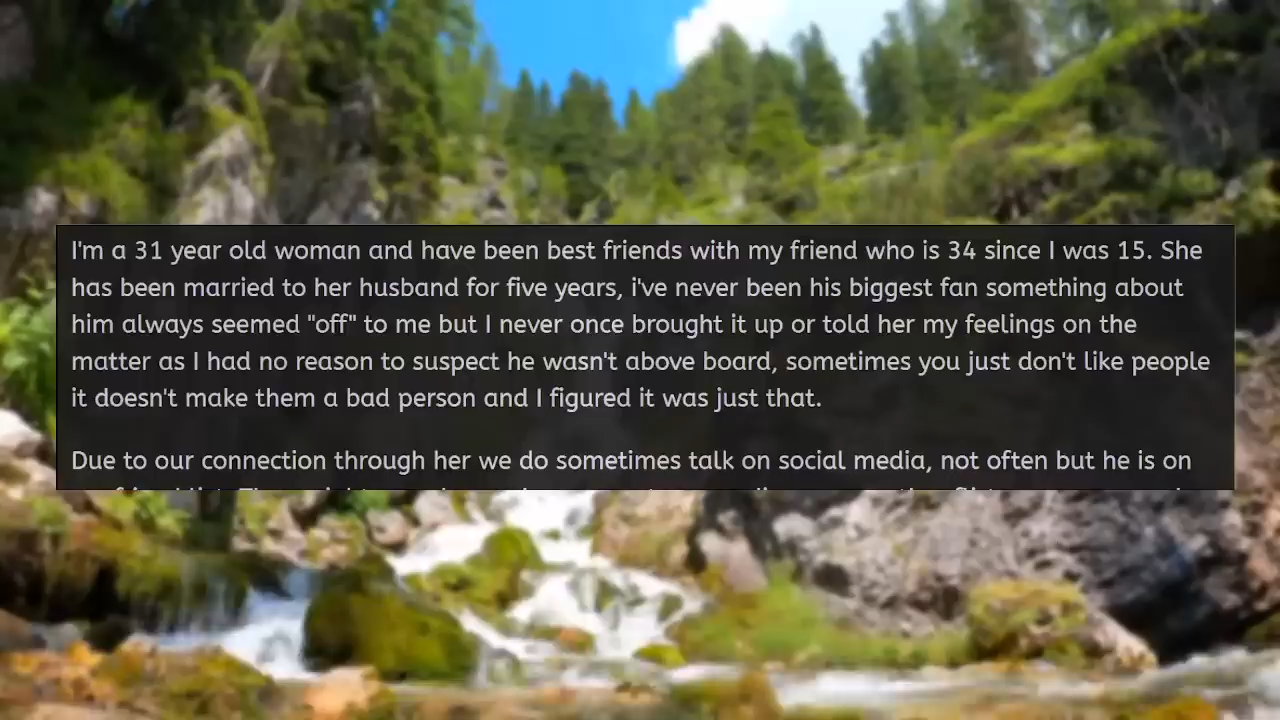 I'm a 31 year old woman and have been best friends with my friend who is 34 since I was 15. She
has been married to her husband for five years, i've never been his biggest fan something about
him always seemed "off" to me but I never once brought it up or told her my feelings on the
matter as I had no reason to suspect he wasn't above board, sometimes you just don't like people
it doesn't make them a bad person and I figured it was just that.
Due to our connection through her we do sometimes talk on social media, not often but he is on